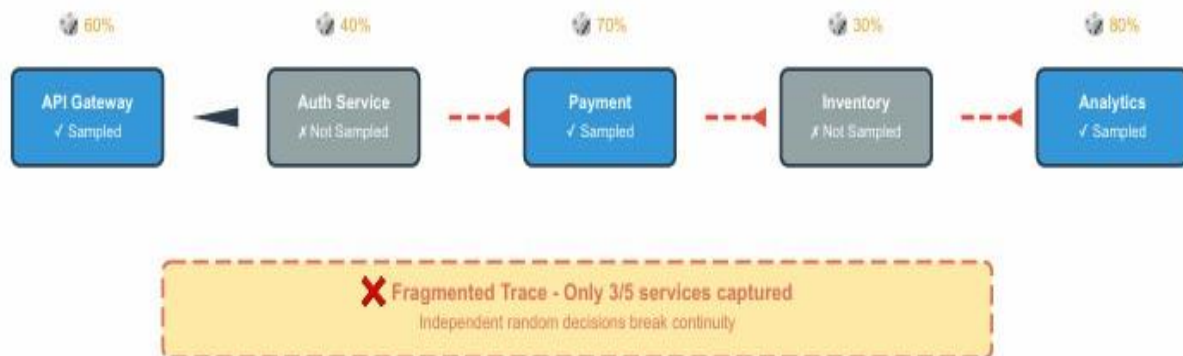 60%
40%
70%
30%
80%
API Gateway
✓ Sampled
Auth Service
✗ Not Sampled
Payment
✓ Sampled
Inventory
✗ Not Sampled
Analytics
✓ Sampled
❌ Fragmented Trace - Only 3/5 services captured
Independent random decisions break continuity